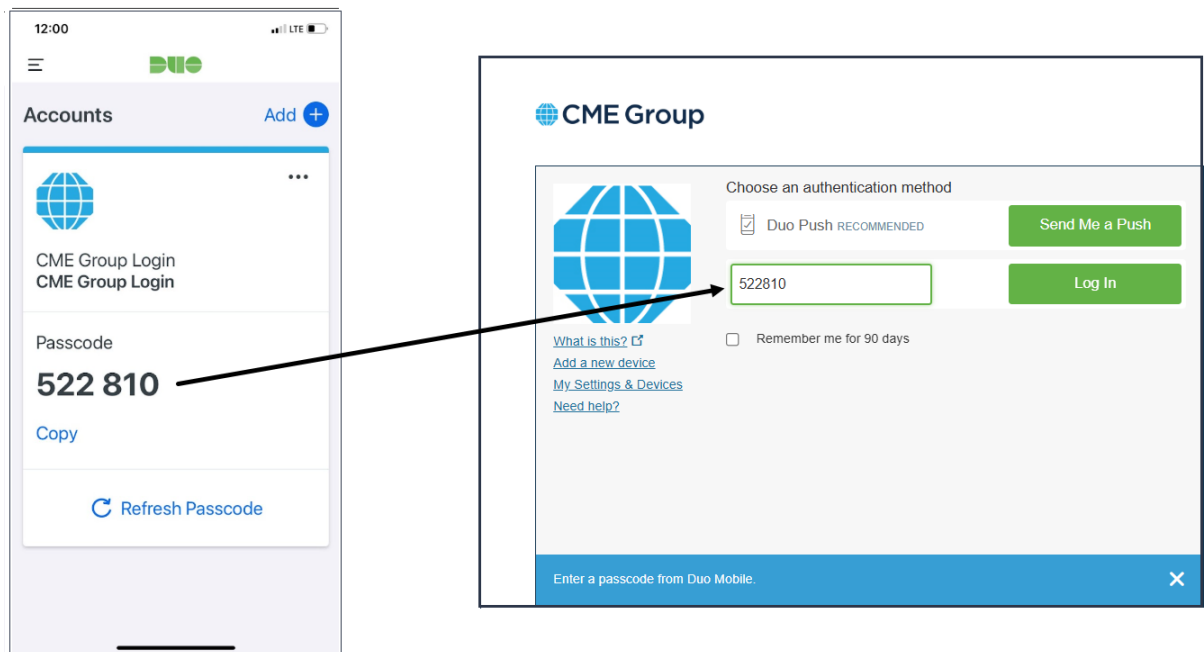 12:00
LTE
DUO
Accounts
Add
CME Group Login
CME Group Login
Passcode
522 810
Copy
Refresh Passcode
CME Group
Choose an authentication method
Duo Push RECOMMENDED
Send Me a Push
522810
Log In
Remember me for 90 days
What is this?
Add a new device
My Settings & Devices
Need help?
Enter a passcode from Duo Mobile.